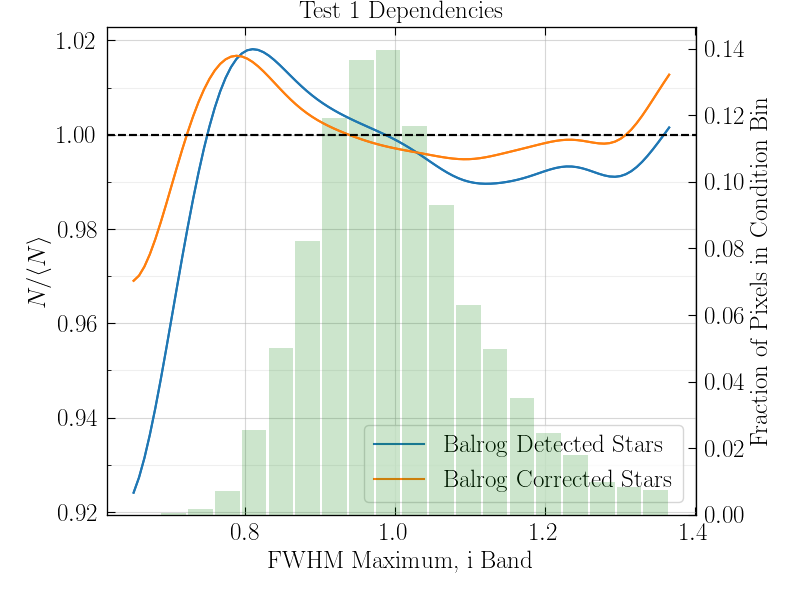 Test 1 Dependencies
1.02
1.00
0.98
0.96
0.94
0.92
N/⟨N⟩
0.14
0.12
0.10
0.08
0.06
0.04
0.02
0.00
Fraction of Pixels in Condition Bin
Balrog Detected Stars
Balrog Corrected Stars
0.8 1.0 1.2 1.4
FWHM Maximum, i Band